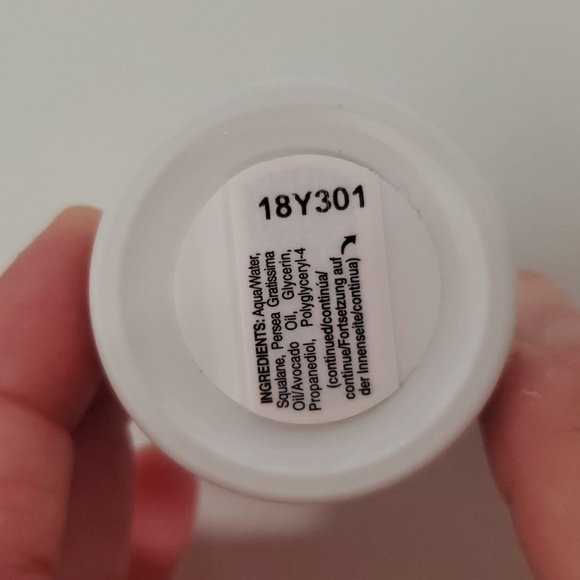 18Y301
INGREDIENTS: Aqua/Water,
Squalane, Persea Gratissima
Oil/Avocado Oil, Glycerin,
Propanediol, Polyglyceryl-4
(continued/continúa/
continue/Fortsetzung auf
der Innenseite/continua)